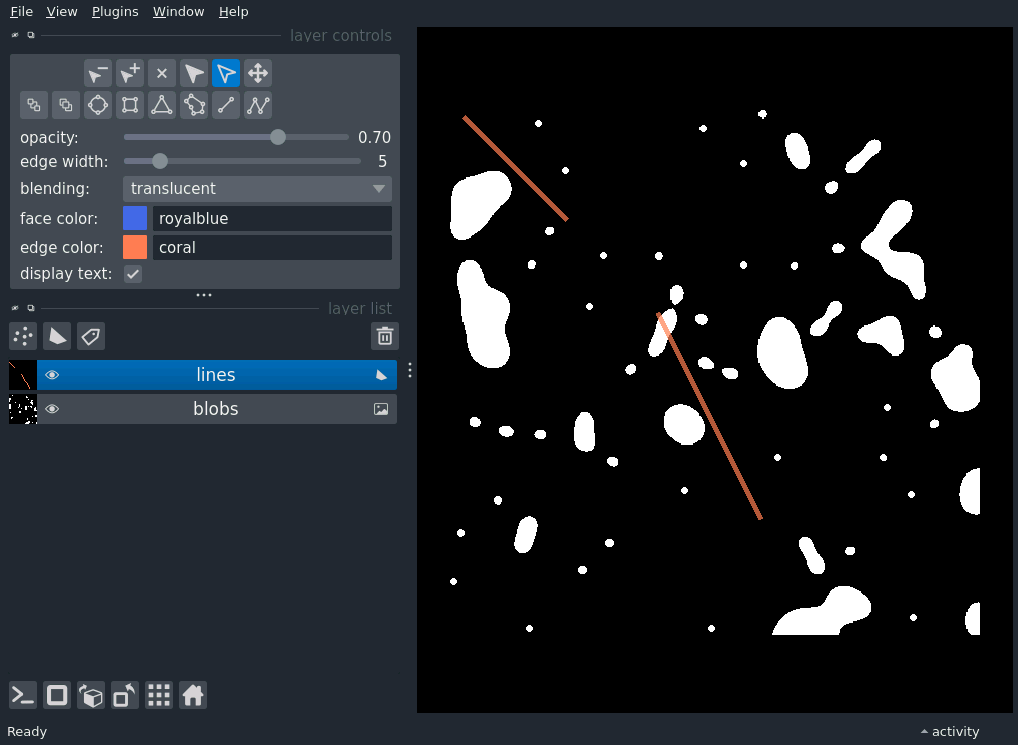 File View Plugins Window Help
layer controls
opacity: 0.70
edge width: 5
blending: translucent
face color: royalblue
edge color: coral
display text:
layer list
lines
blobs
Ready activity